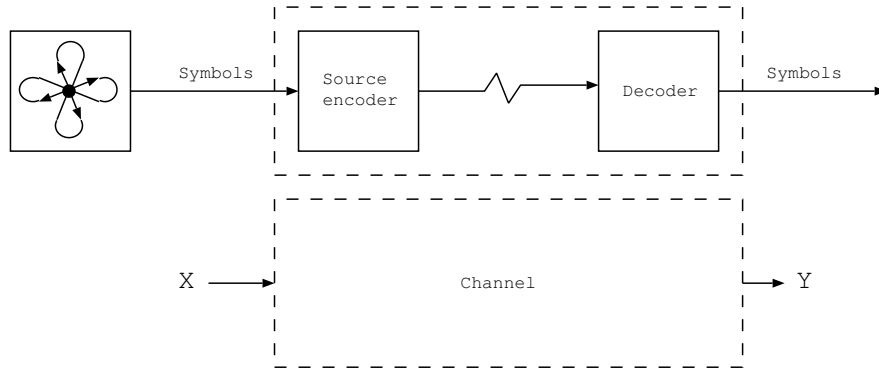 Symbols
Source
encoder
Decoder
Symbols
X
Channel
Y